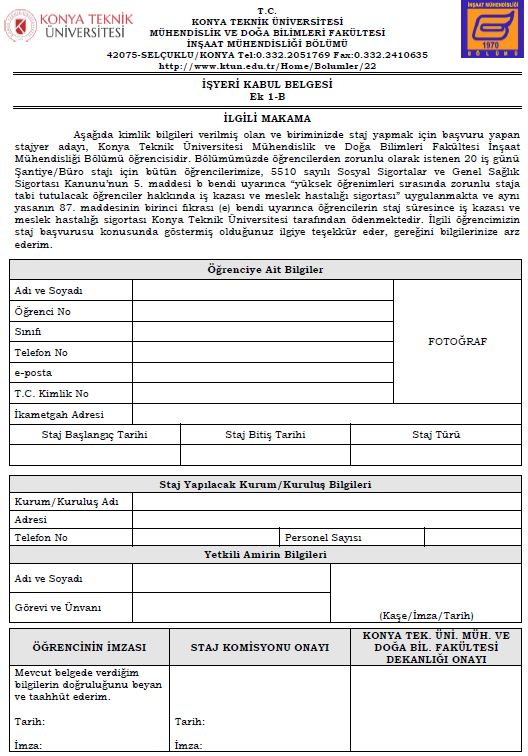 KONYA TEKNİK
ÜNİVERSİTESİ
T.C.
KONYA TEKNİK ÜNİVERSİTESİ
MÜHENDİSLİK VE DOĞA BİLİMLERİ FAKÜLTESİ
İNŞAAT MÜHENDİSLİĞİ BÖLÜMÜ
42075-SELÇUKLU/KONYA Tel:0.332.2051769 Fax:0.332.2410635
http://www.ktun.edu.tr/Home/Bolumler/22
İNŞAAT MÜHENDİSLİĞİ
1970
BÖLÜMÜ
İŞYERİ KABUL BELGESİ
Ek 1-B
İLGİLİ MAKAMA
Aşağıda kimlik bilgileri verilmiş olan ve biriminizde staj yapmak için başvuru yapan
stajyer adayı, Konya Teknik Üniversitesi Mühendislik ve Doğa Bilimleri Fakültesi İnşaat
Mühendisliği Bölümü öğrencisidir. Bölümümüzde öğrencilerden zorunlu olarak istenen 20 iş günü
Şantiye/Büro stajı için bütün öğrencilerimize, 5510 sayılı Sosyal Sigortalar ve Genel Sağlık
Sigortası Kanunu’nun 5. maddesi b bendi uyarınca “yüksek öğrenimleri sırasında zorunlu staja
tabi tutulacak öğrenciler hakkında iş kazası ve meslek hastalığı sigortası” uygulanmakta ve aynı
yasanın 87. maddesinin birinci fıkrası (e) bendi uyarınca öğrencilerin staj süresince iş kazası ve
meslek hastalığı sigortası Konya Teknik Üniversitesi tarafından ödenmektedir. İlgili öğrencimizin
staj başvurusu konusunda göstermiş olduğunuz ilgiye teşekkür eder, gereğini bilgilerinize arz
ederim.
Öğrenciye Ait Bilgiler
Adı ve Soyadı
Öğrenci No
Sınıfı
Telefon No
e-posta
T.C. Kimlik No
FOTOĞRAF
İkametgah Adresi
Staj Başlangıç Tarihi Staj Bitiş Tarihi Staj Türü
Staj Yapılacak Kurum/Kuruluş Bilgileri
Kurum/Kuruluş Adı
Adresi
Telefon No Personel Sayısı
Yetkili Amirin Bilgileri
Adı ve Soyadı
Görevi ve Ünvanı
(Kaşe/İmza/Tarih)
ÖĞRENCİNİN İMZASI
STAJ KOMİSYONU ONAYI
KONYA TEK. ÜNİ. MÜH. VE
DOĞA BİL. FAKÜLTESİ
DEKANLIĞI ONAYI
Mevcut belgede verdiğim
bilgilerin doğruluğunu beyan
ve taahhüt ederim.
Tarih: Tarih:
İmza: İmza: